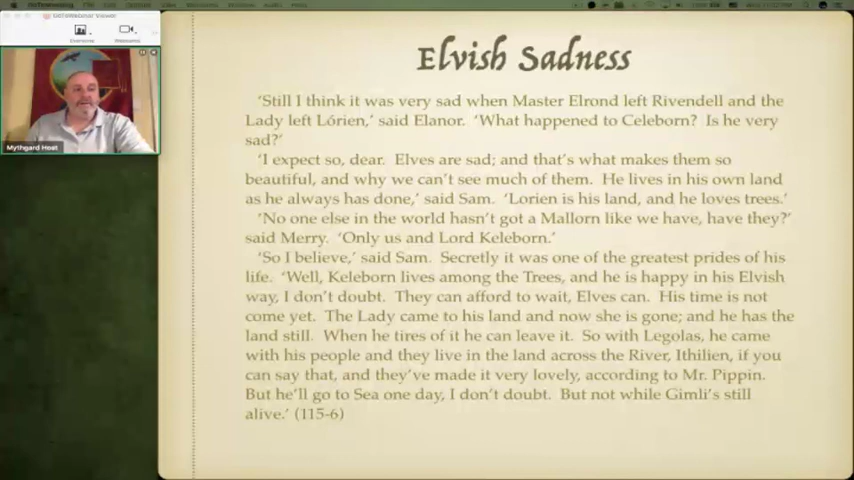 Elvish Sadness
'Still I think it was very sad when Master Elrond left Rivendell and the
Lady left Lórien,' said Elanor.  'What happened to Celeborn?  Is he very
sad?'
'I expect so, dear.  Elves are sad; and that's what makes them so
beautiful, and why we can't see much of them.  He lives in his own land
as he always has done,' said Sam.  'Lorien is his land, and he loves trees.'
'No one else in the world hasn't got a Mallorn like we have, have they?'
said Merry.  'Only us and Lord Keleborn.'
'So I believe,' said Sam.  Secretly it was one of the greatest prides of his
life.  'Well, Keleborn lives among the Trees, and he is happy in his Elvish
way, I don't doubt.  They can afford to wait, Elves can.  His time is not
come yet.  The Lady came to his land and now she is gone; and he has the
land still.  When he tires of it he can leave it.  So with Legolas, he came
with his people and they live in the land across the River, Ithilien, if you
can say that, and they've made it very lovely, according to Mr. Pippin.
But he'll go to Sea one day, I don't doubt.  But not while Gimli's still
alive.' (115-6)
Mythgard Host